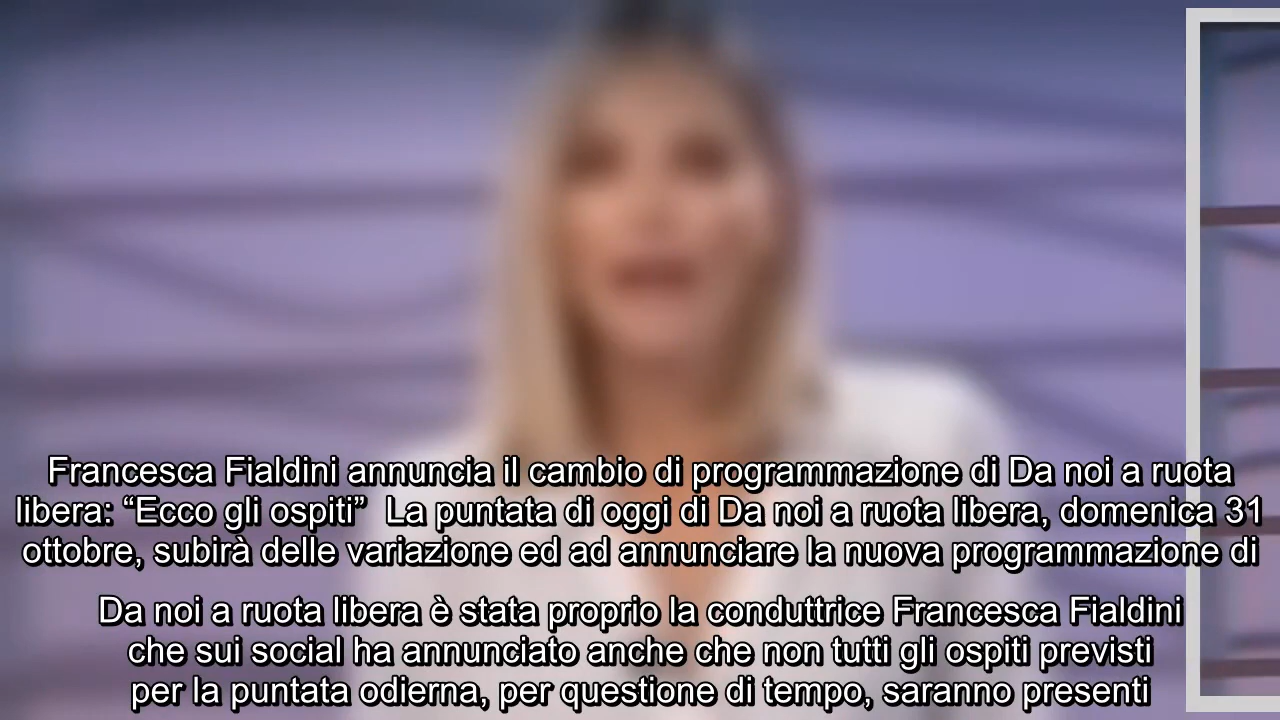 Francesca Fialdini annuncia il cambio di programmazione di Da noi a ruota
libera: “Ecco gli ospiti”  La puntata di oggi di Da noi a ruota libera, domenica 31
ottobre, subirà delle variazione ed ad annunciare la nuova programmazione di
Da noi a ruota libera è stata proprio la conduttrice Francesca Fialdini
che sui social ha annunciato anche che non tutti gli ospiti previsti
per la puntata odierna, per questione di tempo, saranno presenti